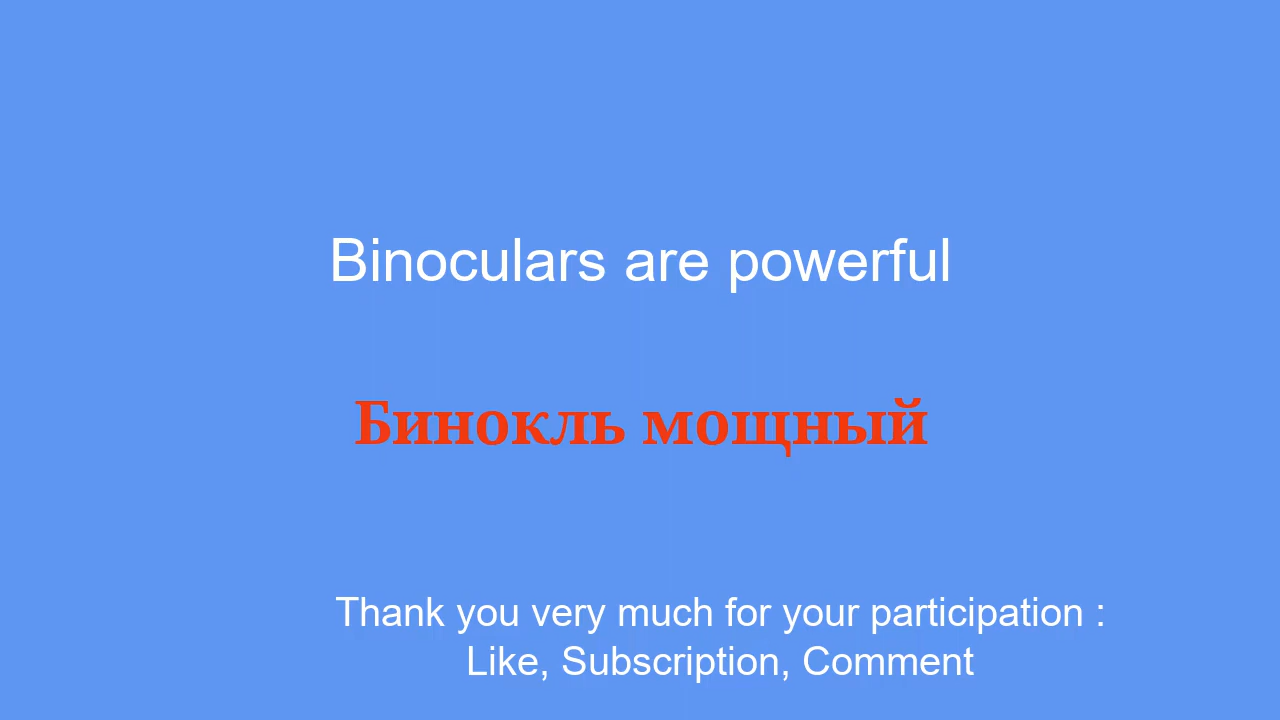 Binoculars are powerful
Бинокль мощный
Thank you very much for your participation :
Like, Subscription, Comment